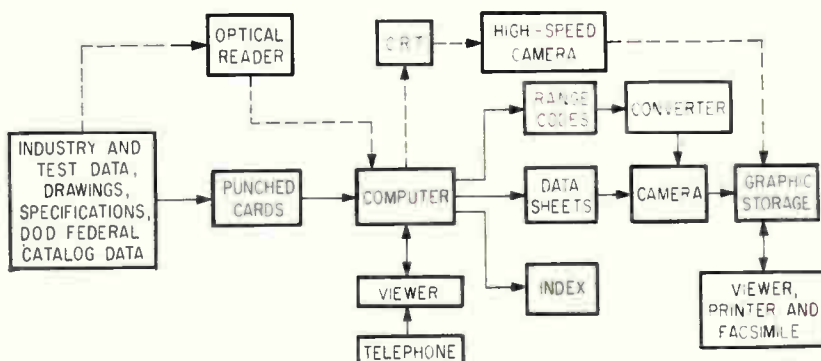 OPTICAL
READER
CRT
HIGH-SPEED
CAMERA
RANGE
CODES
CONVERTER
INDUSTRY AND
TEST DATA,
DRAWINGS,
SPECIFICATIONS,
DOD FEDERAL
CATALOG DATA
PUNCHED
CARDS
COMPUTER
DATA
SHEETS
CAMERA
GRAPHIC
STORAGE
VIEWER
INDEX
VIEWER,
PRINTER AND
FACSIMILE
TELEPHONE